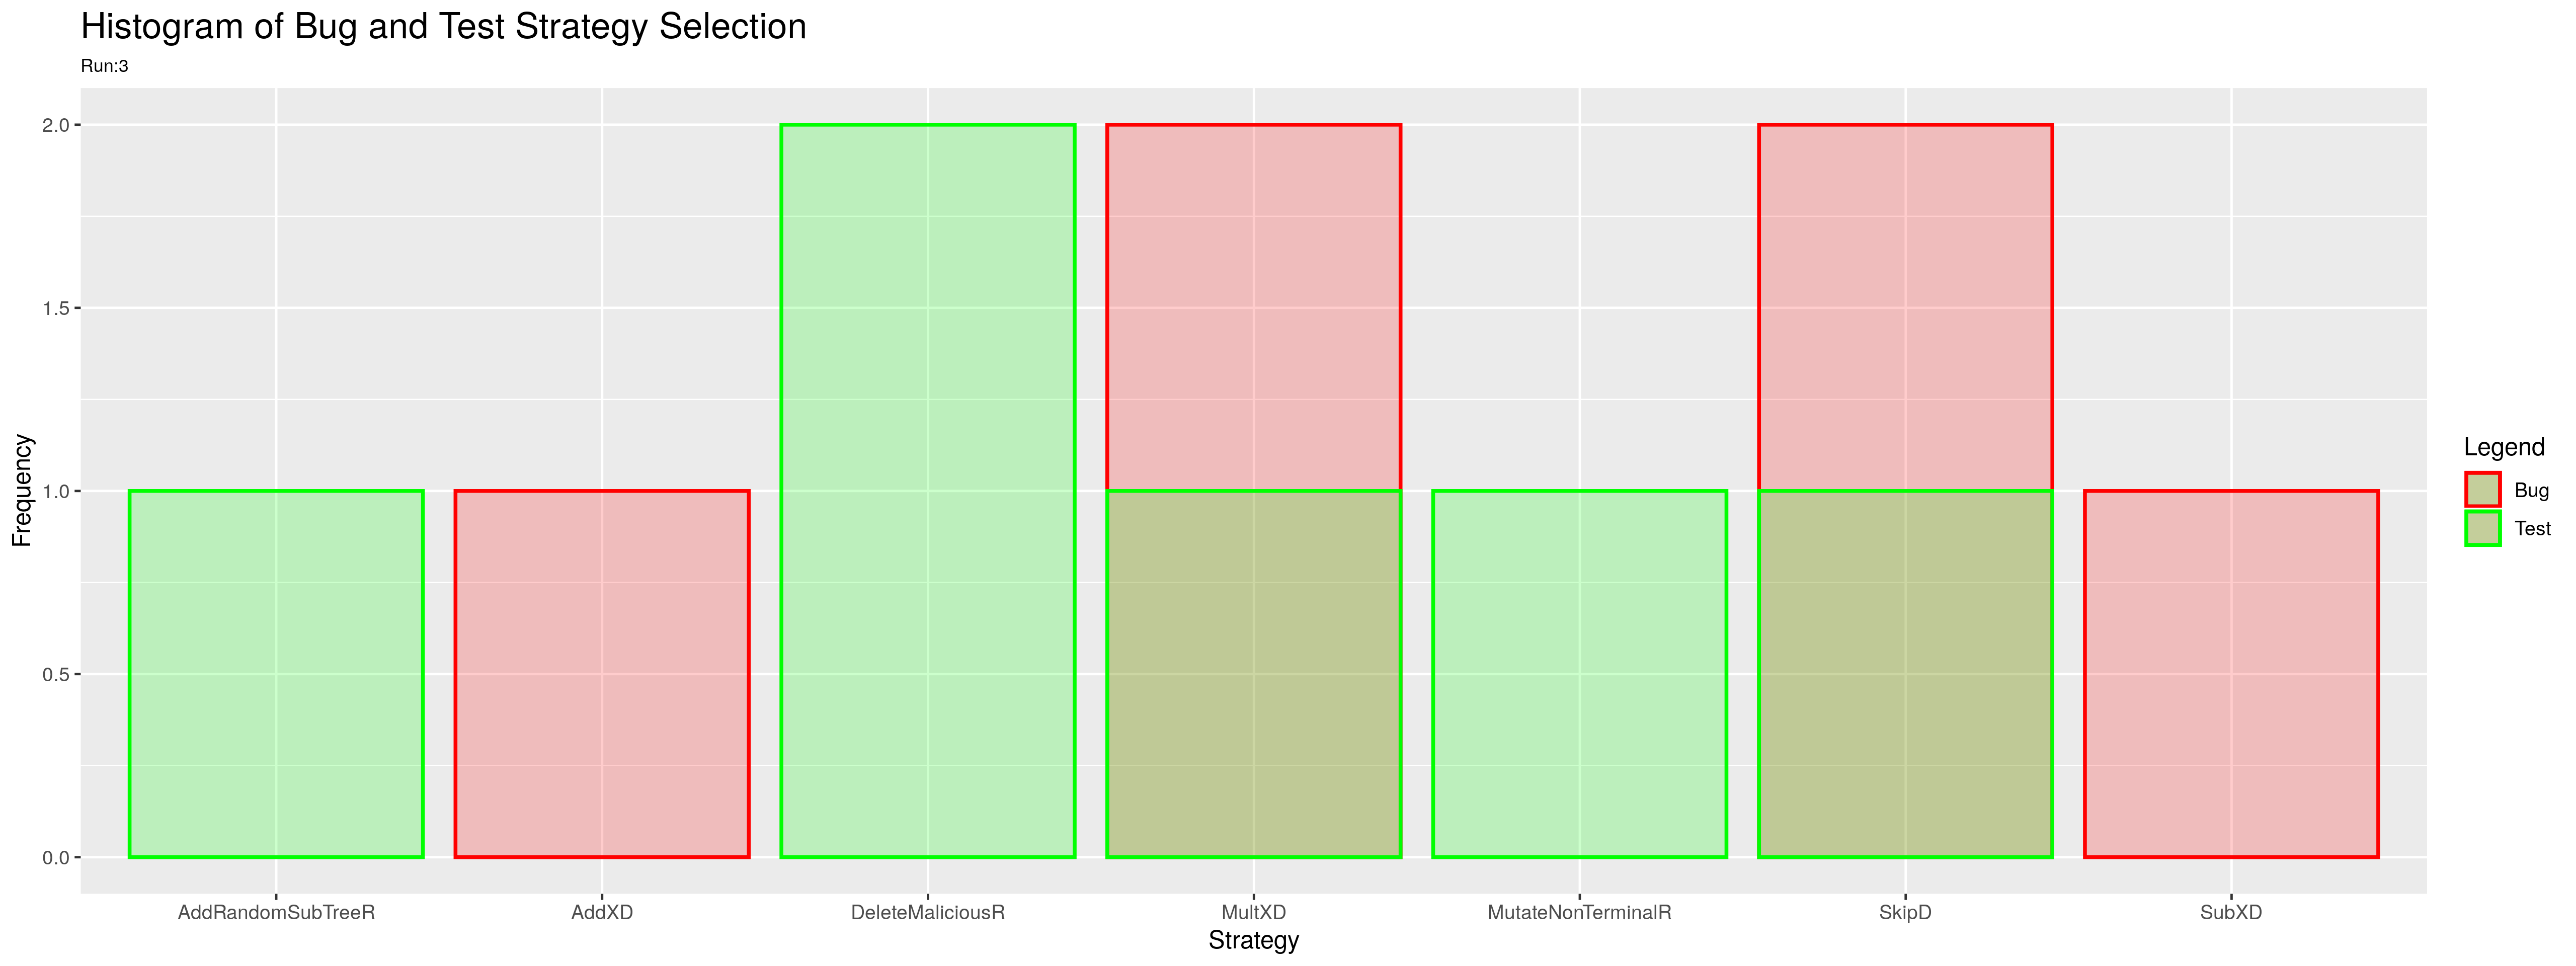 Histogram of Bug and Test Strategy Selection
Run:3
2.0
1.5
1.0
0.5
0.0
Frequency
AddRandomSubTreeR
AddXD
DeleteMaliciousR
MultXD
MutateNonTerminalR
SkipD
SubXD
Strategy
Legend
Bug
Test